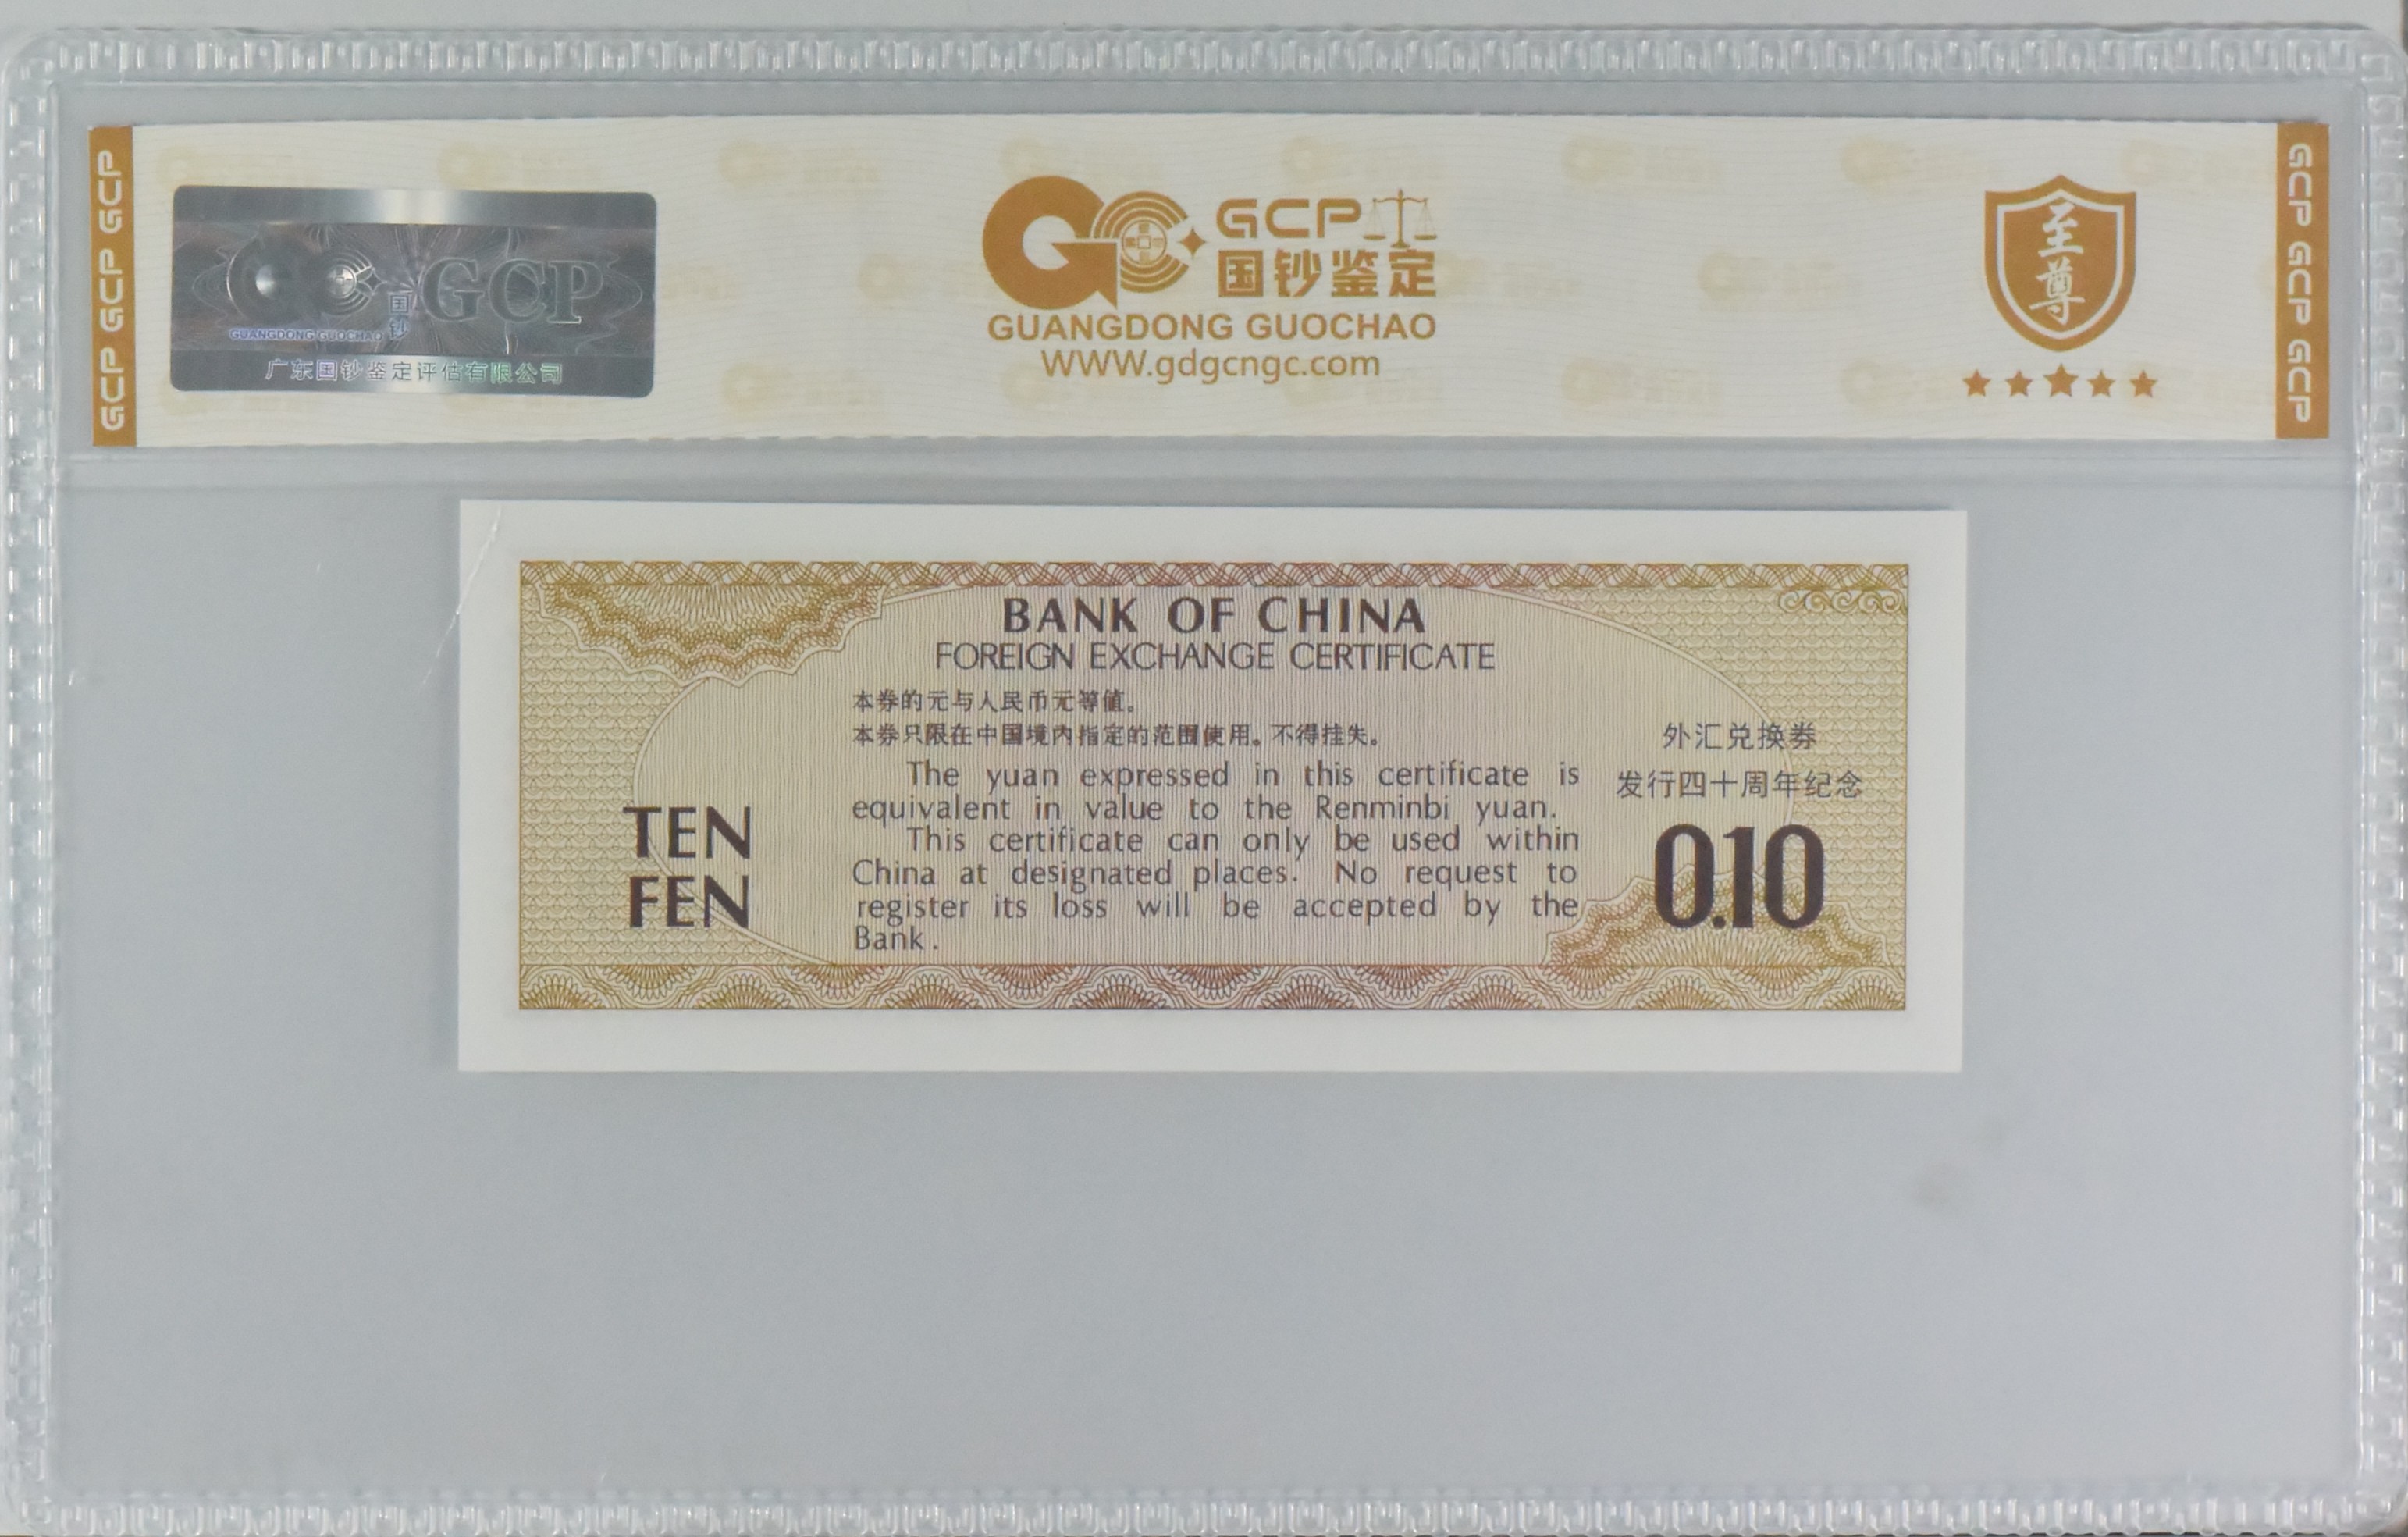 GCP GCP GCP
国钞
GCP
GUANGDONG GUOCHAO
广东国钞鉴定评估有限公司
GCP
国钞鉴定
GUANGDONG GUOCHAO
WWW.gdgcngc.com
至尊
GCP GCP GCP
BANK OF CHINA
FOREIGN EXCHANGE CERTIFICATE
本券的元与人民币元等值。
本券只限在中国境内指定的范围使用。不得挂失。
The yuan expressed in this certificate is
equivalent in value to the Renminbi yuan.
This certificate can only be used within
China at designated places. No request to
register its loss will be accepted by the
Bank.
TEN
FEN
外汇兑换券
发行四十周年纪念
0.10